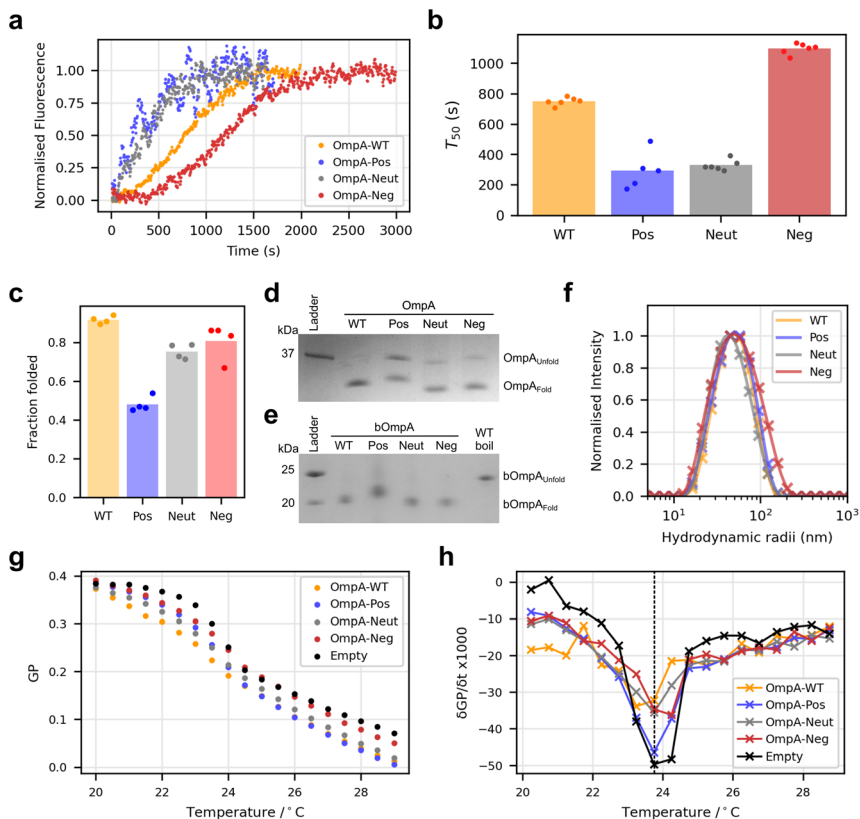 a
Normalised Fluorescence
1.00
0.75
0.50
0.25
0.00
OmpA-WT
OmpA-Pos
OmpA-Neut
OmpA-Neg
0 500 1000 1500 2000 2500 3000
Time (s)
b
T50 (s)
1000
800
600
400
200
0
WT Pos Neut Neg
c
Fraction folded
0.8
0.6
0.4
0.2
0.0
WT Pos Neut Neg
d
kDa
Ladder
OmpA
WT Pos Neut Neg
37
OmpAUnfold
OmpAFold
e
kDa
Ladder
bOmpA
WT Pos Neut Neg
WT
boil
25
20
bOmpAUnfold
bOmpAFold
f
Normalised Intensity
1.0
0.8
0.6
0.4
0.2
0.0
WT
Pos
Neut
Neg
10¹ 10² 10³
Hydrodynamic radii (nm)
g
GP
0.4
0.3
0.2
0.1
0.0
OmpA-WT
OmpA-Pos
OmpA-Neut
OmpA-Neg
Empty
20 22 24 26 28
Temperature /°C
h
δGP/δt x1000
0
−10
−20
−30
−40
−50
OmpA-WT
OmpA-Pos
OmpA-Neut
OmpA-Neg
Empty
20 22 24 26 28
Temperature /°C